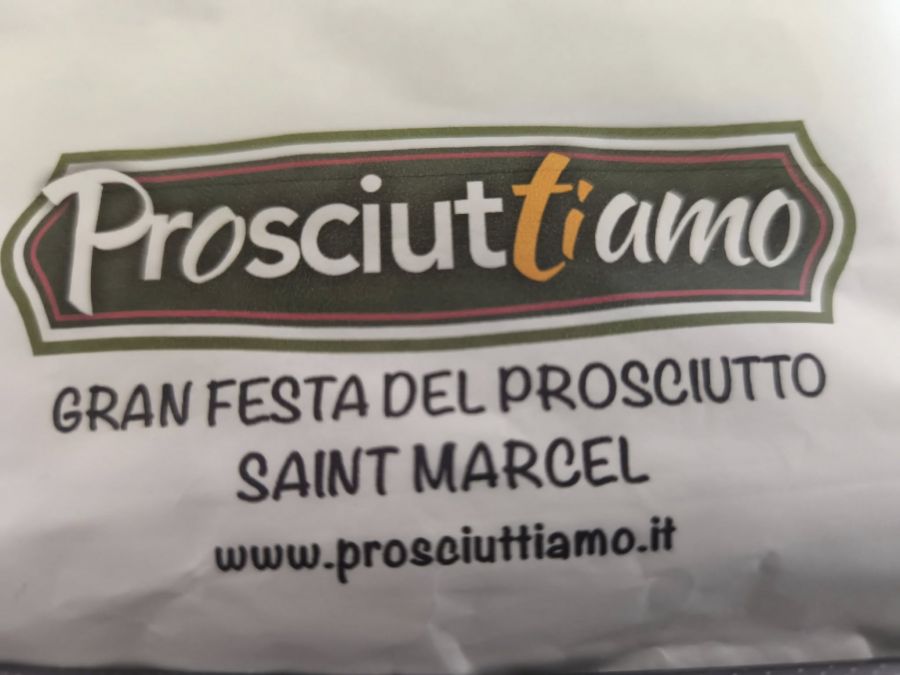 Prosciuttiamo
GRAN FESTA DEL PROSCIUTTO
SAINT MARCEL
www.prosciuttiamo.it